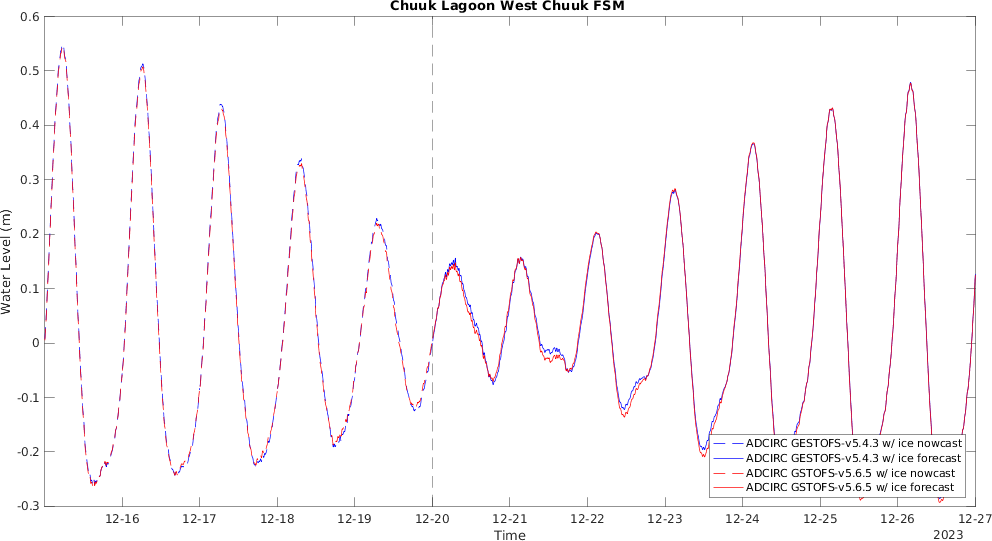 Chuuk Lagoon West Chuuk FSM
0.6
0.5
0.4
0.3
0.2
0.1
0
-0.1
-0.2
-0.3
Water Level (m)
ADCIRC GESTOFS-v5.4.3 w/ ice nowcast
ADCIRC GESTOFS-v5.4.3 w/ ice forecast
ADCIRC GSTOFS-v5.6.5 w/ ice nowcast
ADCIRC GSTOFS-v5.6.5 w/ ice forecast
12-16 12-17 12-18 12-19 12-20 12-21 12-22 12-23 12-24 12-25 12-26 12-27
Time
2023